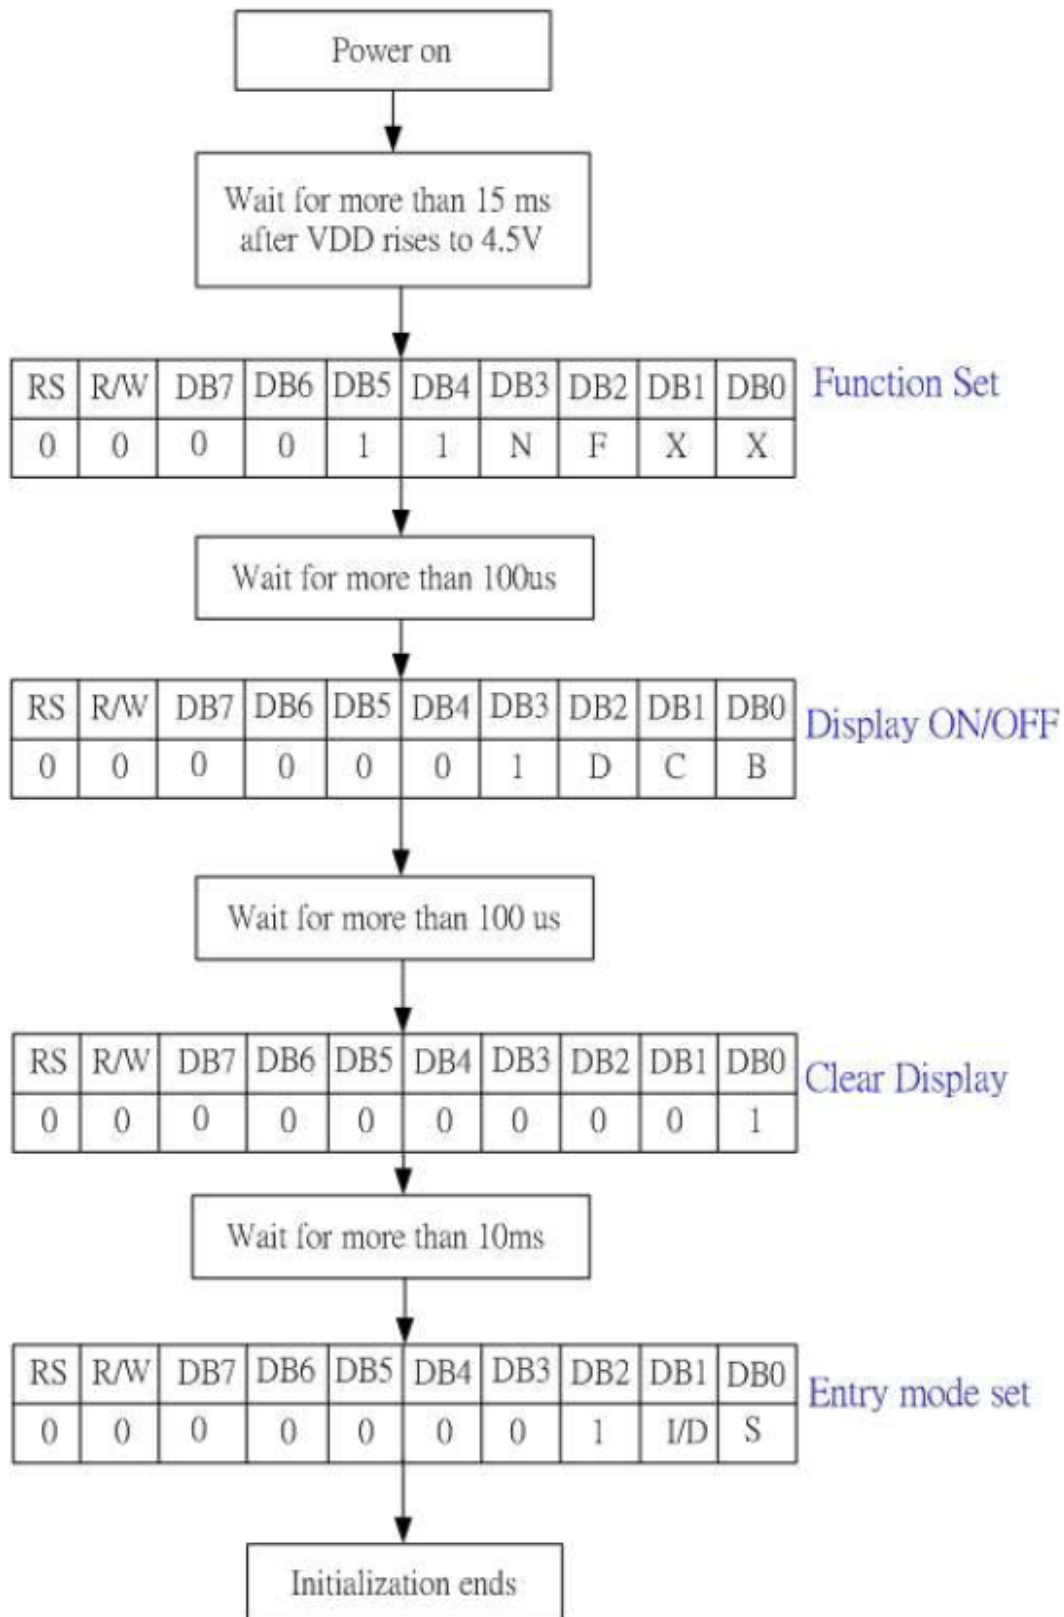 Power on
Wait for more than 15 ms
after VDD rises to 4.5V
RS R/W DB7 DB6 DB5 DB4 DB3 DB2 DB1 DB0
0 0 0 0 1 1 N F X X
Function Set
Wait for more than 100us
RS R/W DB7 DB6 DB5 DB4 DB3 DB2 DB1 DB0
0 0 0 0 0 0 1 D C B
Display ON/OFF
Wait for more than 100 us
RS R/W DB7 DB6 DB5 DB4 DB3 DB2 DB1 DB0
0 0 0 0 0 0 0 0 0 1
Clear Display
Wait for more than 10ms
RS R/W DB7 DB6 DB5 DB4 DB3 DB2 DB1 DB0
0 0 0 0 0 0 0 1 I/D S
Entry mode set
Initialization ends